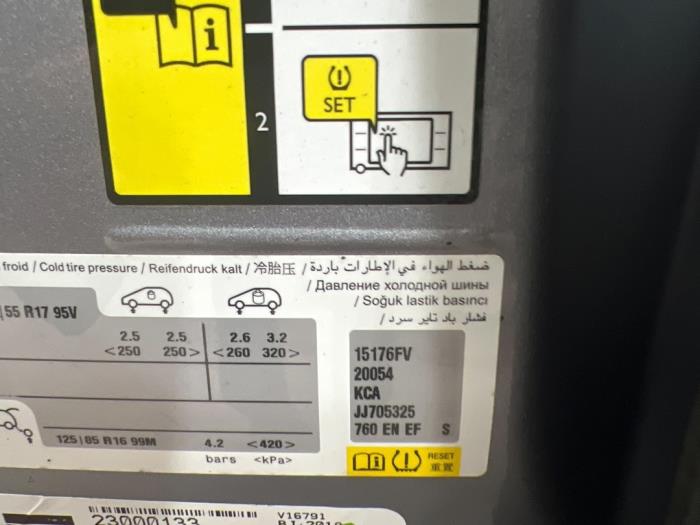 i
SET
2
froid / Cold tire pressure / Reifendruck kalt / 冷胎压 / ضغط الهواء في الإطارات باردة
/ Давление холодной шины
/ Soğuk lastik basıncı
فشار باد تایر سرد /
55 R17 95V
2.5 2.5 2.6 3.2
<250 250> <260 320>
15176FV
20054
KCA
JJ705325
760 EN EF S
125|85 R16 99M 4.2 <420>
bars <kPa>
i RESET
重置
23000133
V16791